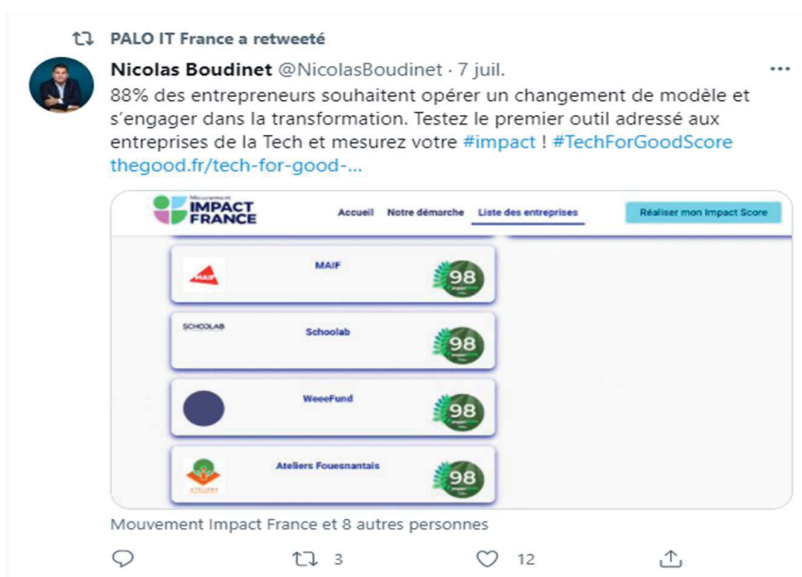 PALO IT France a retweeté
Nicolas Boudinet @NicolasBoudinet · 7 juil.
88% des entrepreneurs souhaitent opérer un changement de modèle et
s’engager dans la transformation. Testez le premier outil adressé aux
entreprises de la Tech et mesurez votre #impact ! #TechForGoodScore
thegood.fr/tech-for-good-...
Mouvement
IMPACT
FRANCE
Accueil Notre démarche Liste des entreprises Réaliser mon Impact Score
MAIF MAIF 98
SCHOOLAB Schoolab 98
WeeeFund 98
Ateliers Fouesnantais 98
ATELIERS
Mouvement Impact France et 8 autres personnes
3 12